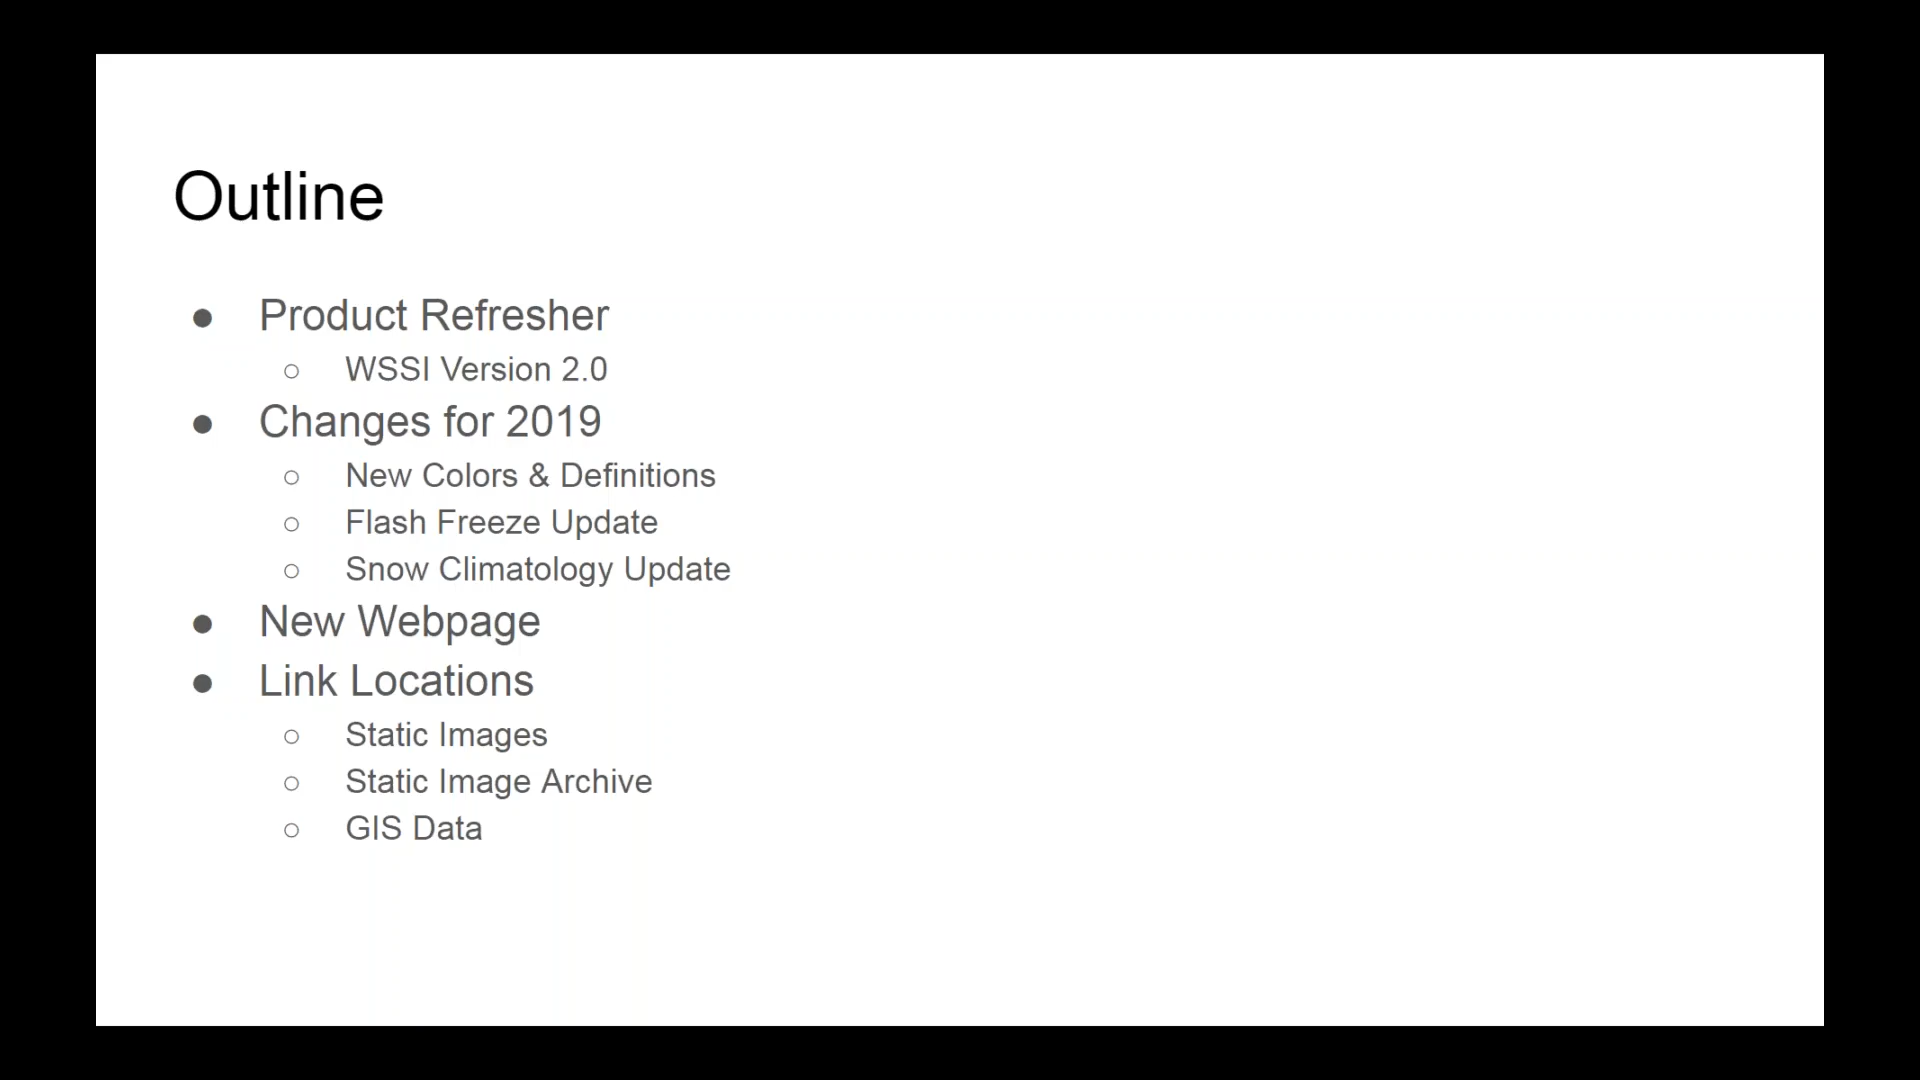 Outline
● Product Refresher
○ WSSI Version 2.0
● Changes for 2019
○ New Colors & Definitions
○ Flash Freeze Update
○ Snow Climatology Update
● New Webpage
● Link Locations
○ Static Images
○ Static Image Archive
○ GIS Data